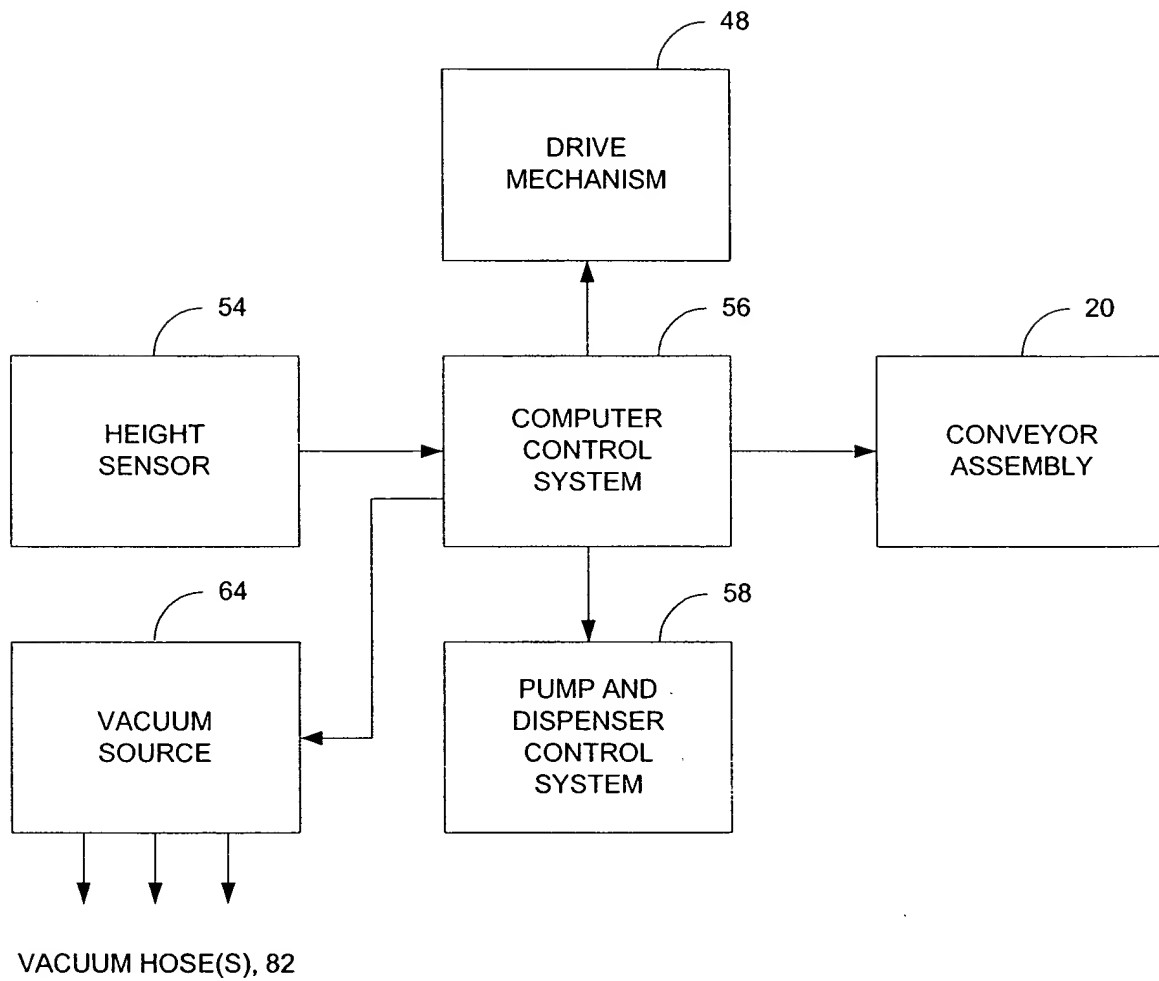 48
DRIVE
MECHANISM
54
56
20
HEIGHT
SENSOR
COMPUTER
CONTROL
SYSTEM
CONVEYOR
ASSEMBLY
64
58
VACUUM
SOURCE
PUMP AND
DISPENSER
CONTROL
SYSTEM
VACUUM HOSE(S), 82